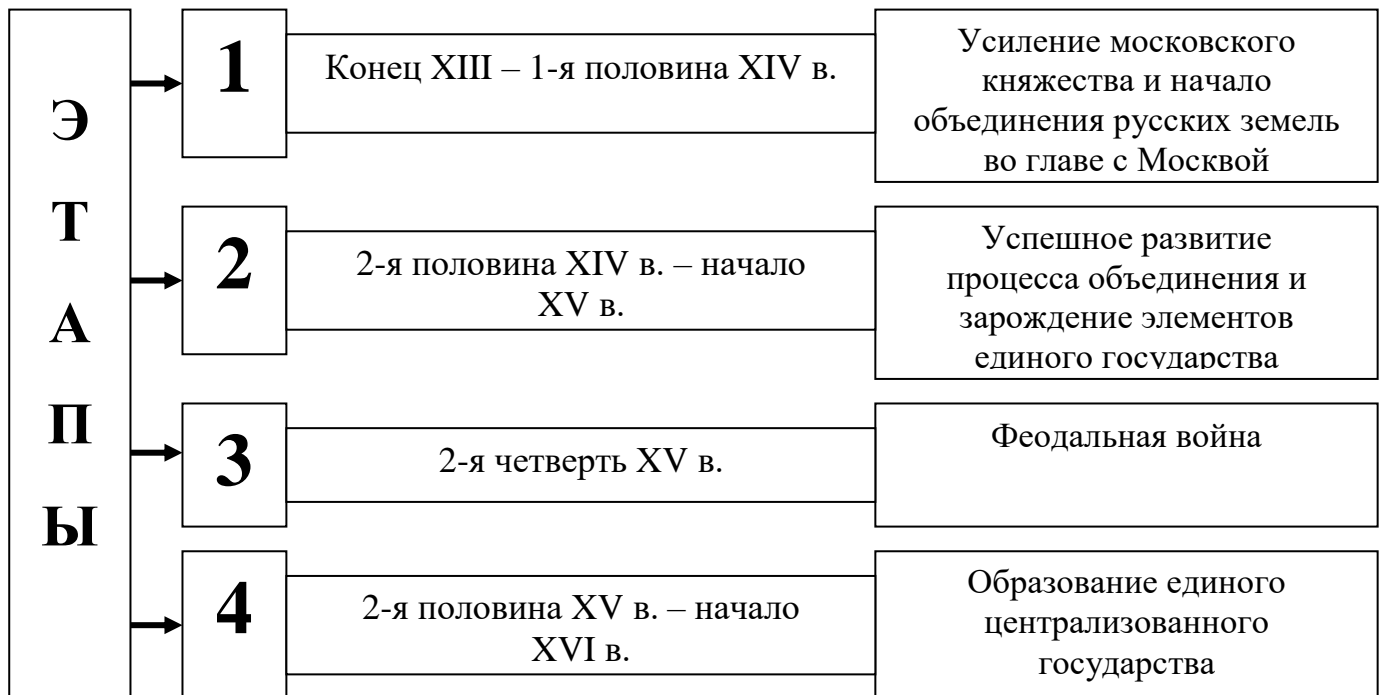 ЭТАПЫ
1
Конец XIII – 1-я половина XIV в.
Усиление московского
княжества и начало
объединения русских земель
во главе с Москвой
2
2-я половина XIV в. – начало
XV в.
Успешное развитие
процесса объединения и
зарождение элементов
единого государства
3
2-я четверть XV в.
Феодальная война
4
2-я половина XV в. – начало
XVI в.
Образование единого
централизованного
государства